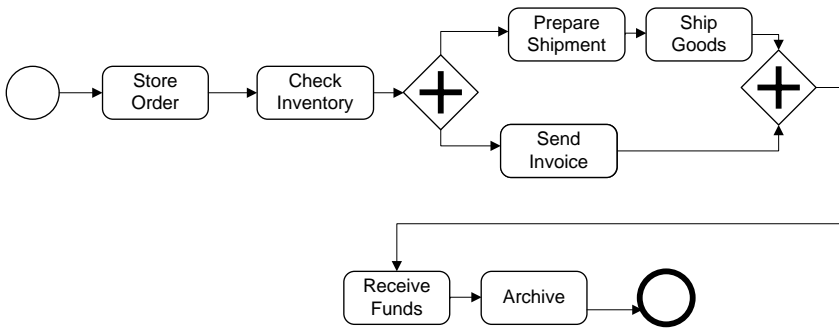 Store
Order
Check
Inventory
Prepare
Shipment
Ship
Goods
Send
Invoice
Receive
Funds
Archive